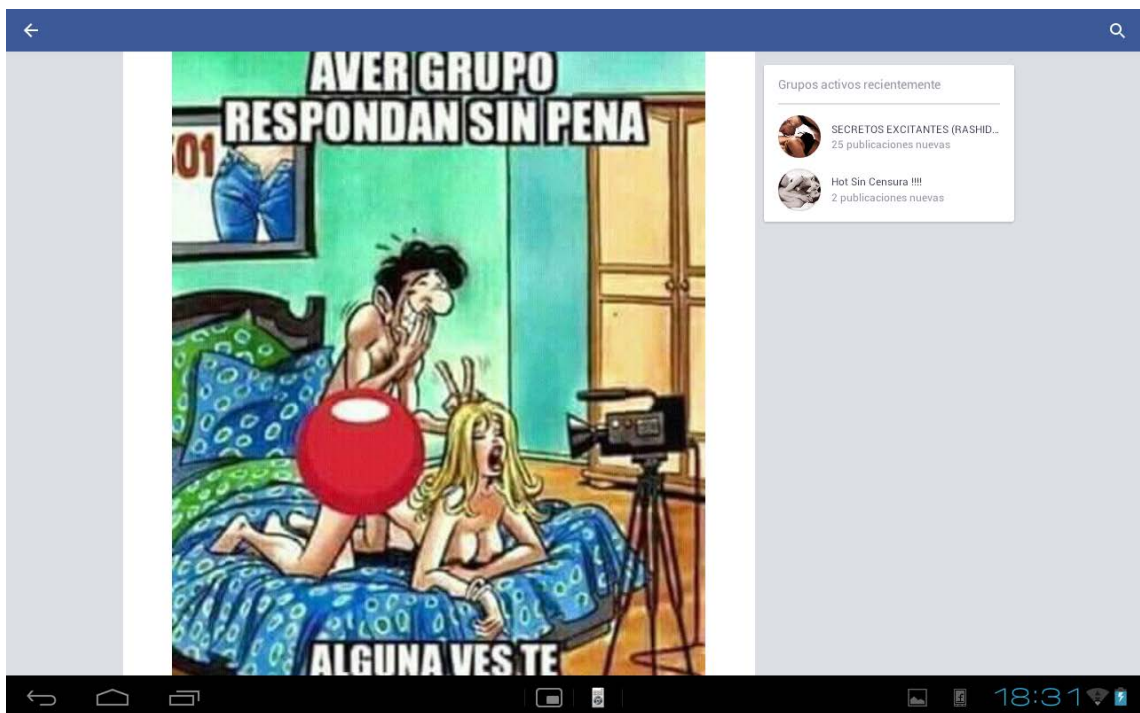 AVER GRUPO
RESPONDAN SIN PENA
501
ALGUNA VES TE
Grupos activos recientemente
SECRETOS EXCITANTES (RASHID...
25 publicaciones nuevas
Hot Sin Censura !!!!
2 publicaciones nuevas
18:31